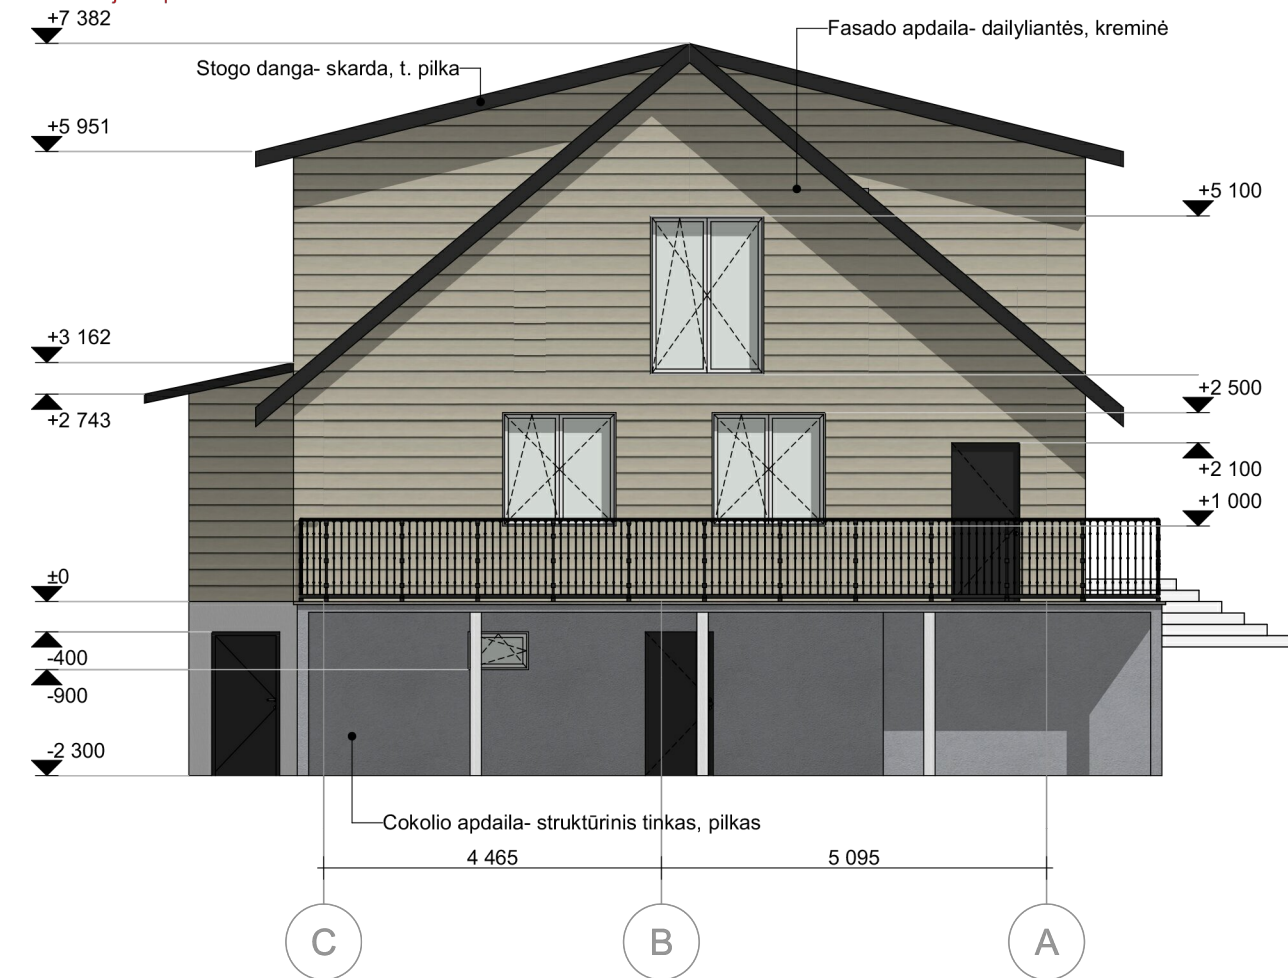 +7 382
Fasado apdaila- dailyliantės, kreminė
Stogo danga- skarda, t. pilka
+5 951
+5 100
+3 162
+2 500
+2 743
+2 100
+1 000
±0
-400
-900
-2 300
Cokolio apdaila- struktūrinis tinkas, pilkas
4 465
5 095
C
B
A